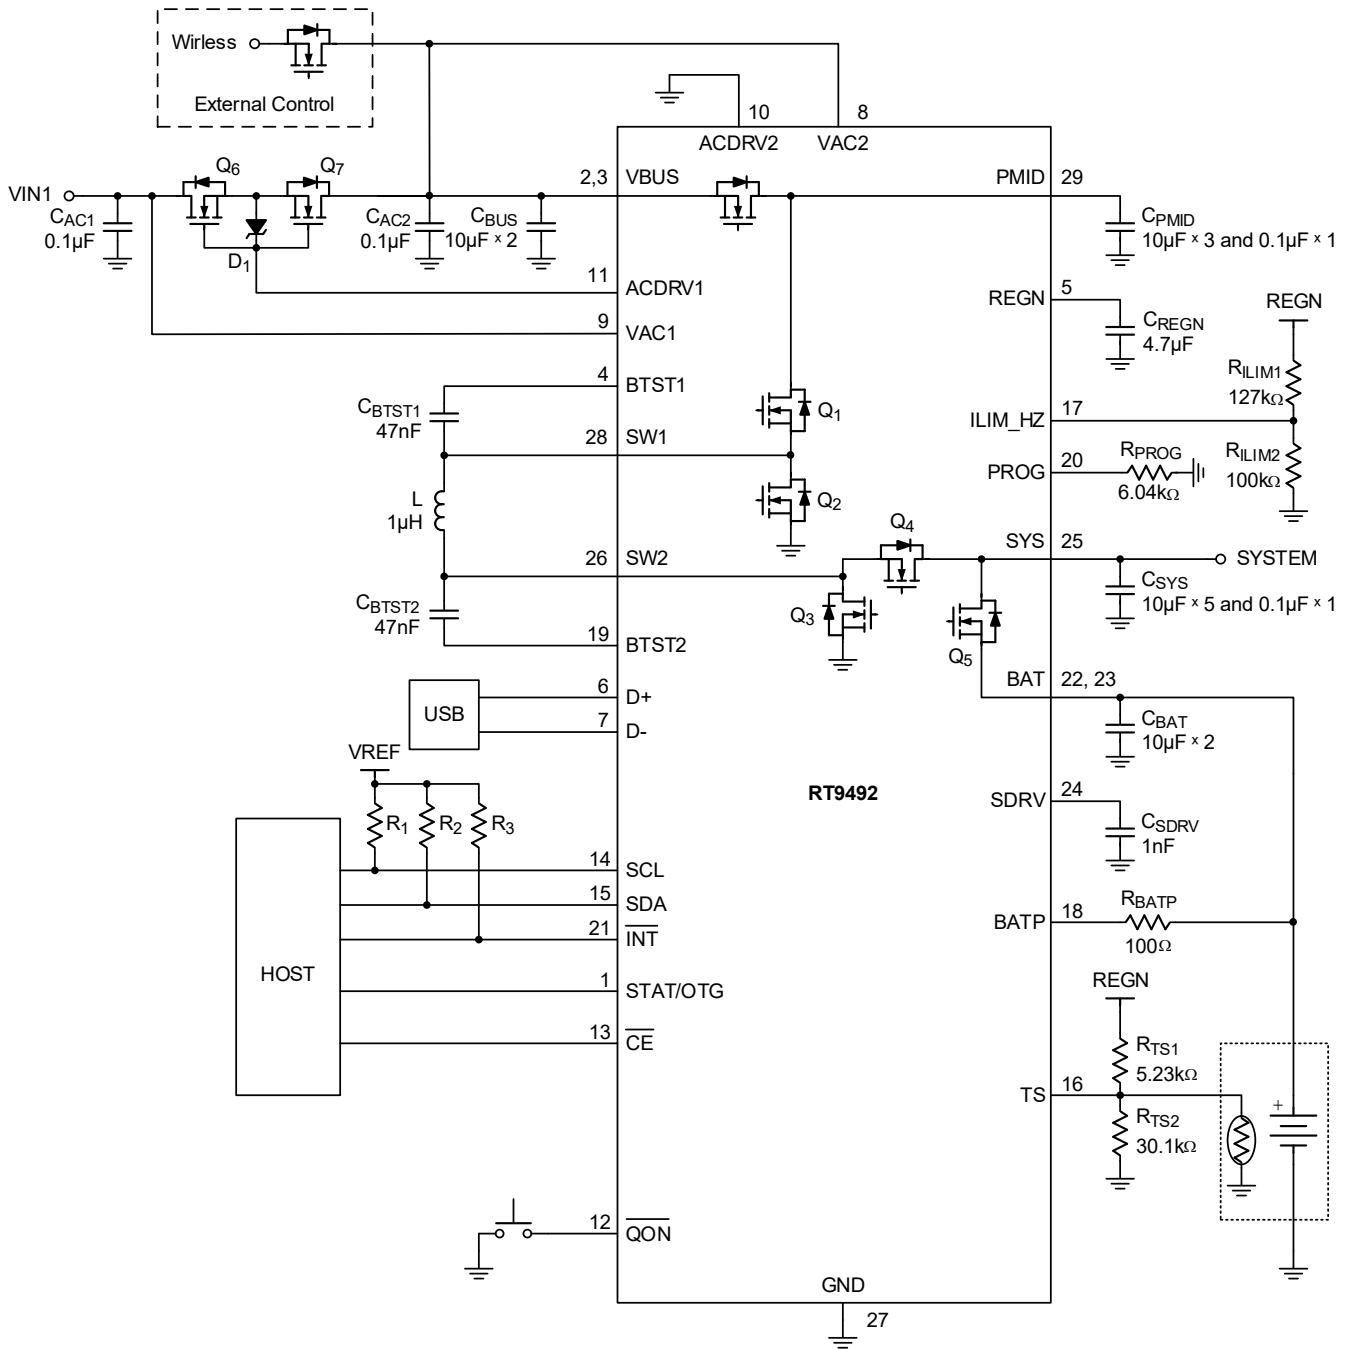 Wirless
External Control
10
8
ACDRV2
VAC2
Q6
Q7
VIN1
CAC1
0.1µF
D1
CAC2
0.1µF
CBUS
10µF x 2
2,3
VBUS
PMID
29
CPMID
10µF x 3 and 0.1µF x 1
11
ACDRV1
9
VAC1
REGN
5
CREGN
4.7µF
REGN
RILIM1
127kΩ
4
BTST1
CBTST1
47nF
Q1
ILIM_HZ
17
28
SW1
PROG
20
RPROG
6.04kΩ
RILIM2
100kΩ
L
1µH
Q2
Q4
SYS
25
SYSTEM
26
SW2
CSYS
10µF x 5 and 0.1µF x 1
CBTST2
47nF
Q3
Q5
19
BTST2
BAT
22, 23
USB
6
D+
7
D-
CBAT
10µF x 2
VREF
RT9492
SDRV
24
CSDRV
1nF
R1
R2
R3
14
SCL
15
SDA
21
INT
HOST
1
STAT/OTG
13
CE
BATP
18
RBATP
100Ω
REGN
RTS1
5.23kΩ
TS
16
RTS2
30.1kΩ
+
12
QON
GND
27